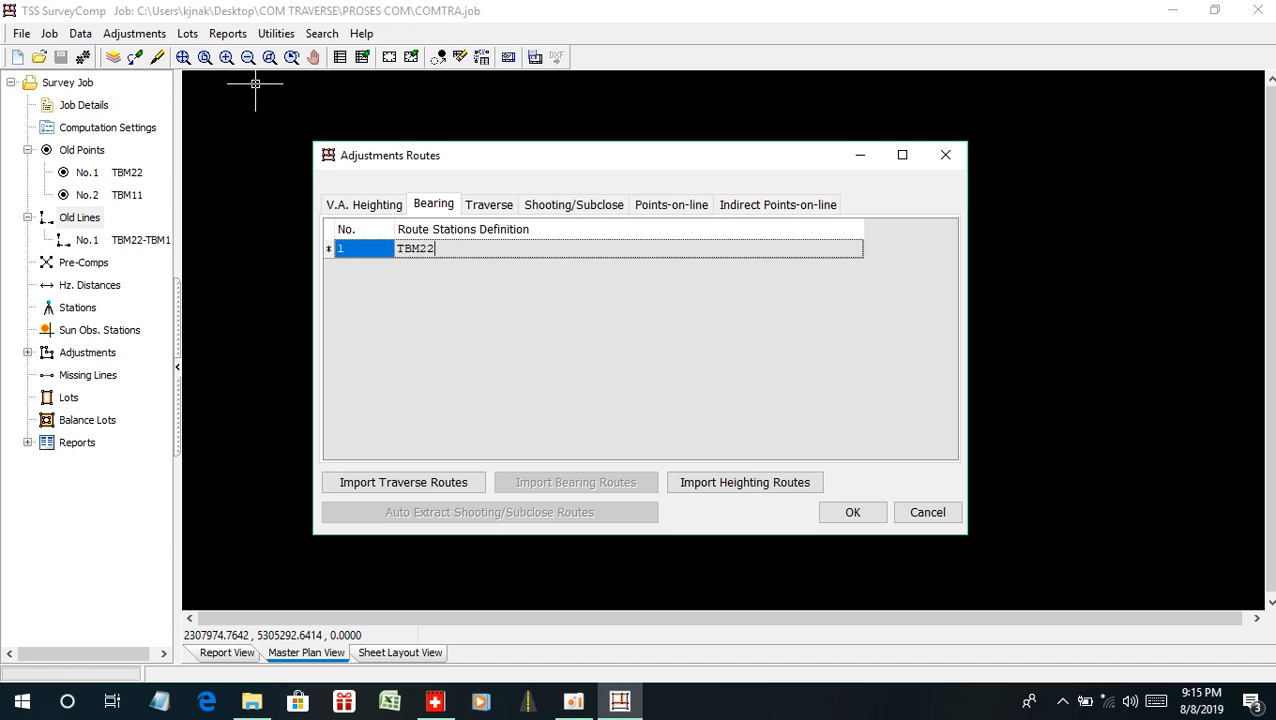 TSS SurveyComp  Job: C:\Users\kjnak\Desktop\COM TRAVERSE\PROSES COM\COMTRA.job
File Job Data Adjustments Lots Reports Utilities Search Help
DXF
Survey Job
Job Details
Computation Settings
Old Points
No.1 TBM22
No.2 TBM11
Old Lines
No.1 TBM22-TBM1
Pre-Comps
Hz. Distances
Stations
Sun Obs. Stations
Adjustments
Missing Lines
Lots
Balance Lots
Reports
Adjustments Routes
V.A. Heighting Bearing Traverse Shooting/Subclose Points-on-line Indirect Points-on-line
No. Route Stations Definition
* 1 TBM22
Import Traverse Routes Import Bearing Routes Import Heighting Routes
Auto Extract Shooting/Subclose Routes OK Cancel
2307974.7642 , 5305292.6414 , 0.0000
Report View Master Plan View Sheet Layout View
9:15 PM
8/8/2019
3